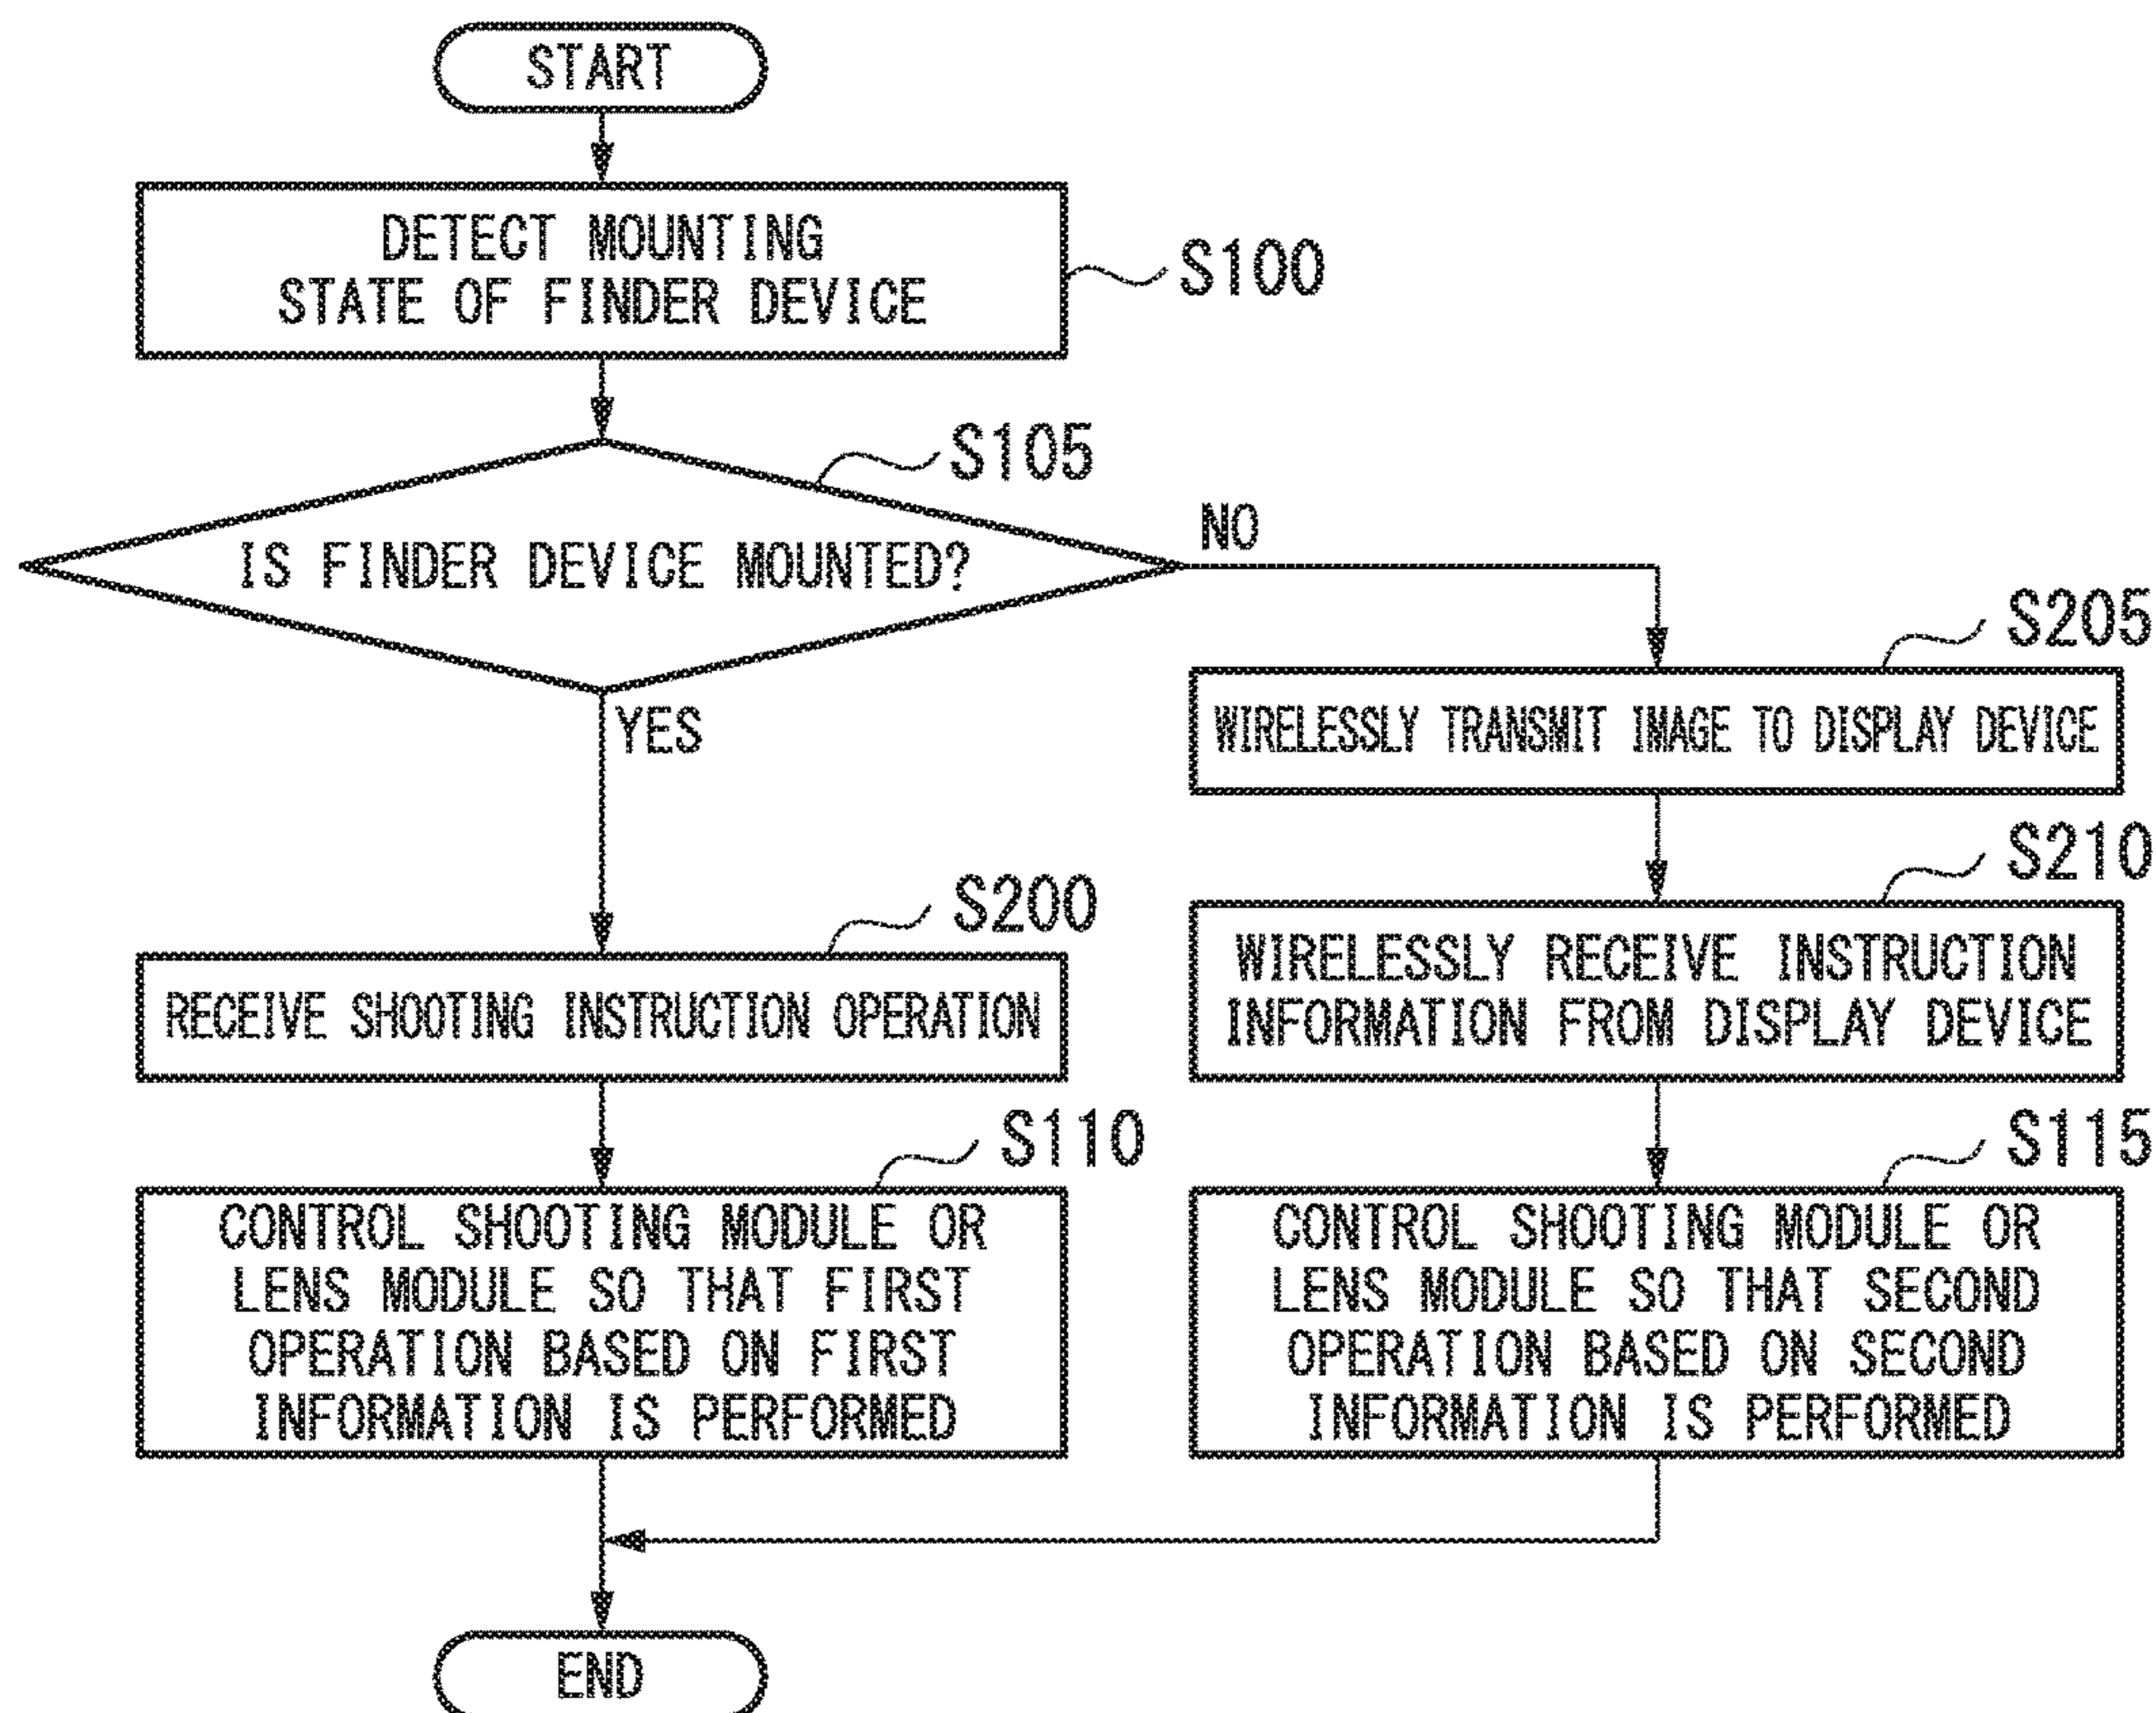 START
DETECT MOUNTING
STATE OF FINDER DEVICE
S100
S105
IS FINDER DEVICE MOUNTED?
NO
YES
S205
WIRELESSLY TRANSMIT IMAGE TO DISPLAY DEVICE
S210
WIRELESSLY RECEIVE INSTRUCTION
INFORMATION FROM DISPLAY DEVICE
S200
RECEIVE SHOOTING INSTRUCTION OPERATION
S110
CONTROL SHOOTING MODULE OR
LENS MODULE SO THAT FIRST
OPERATION BASED ON FIRST
INFORMATION IS PERFORMED
S115
CONTROL SHOOTING MODULE OR
LENS MODULE SO THAT SECOND
OPERATION BASED ON SECOND
INFORMATION IS PERFORMED
END